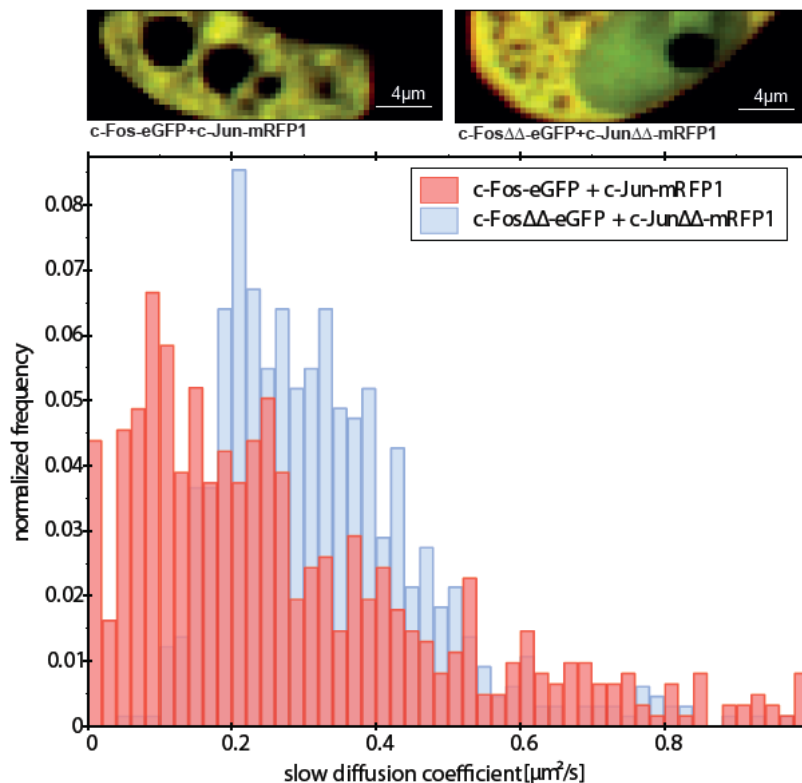 4µm
4µm
c-Fos-eGFP+c-Jun-mRFP1
c-FosΔΔ-eGFP+c-JunΔΔ-mRFP1
c-Fos-eGFP + c-Jun-mRFP1
c-FosΔΔ-eGFP + c-JunΔΔ-mRFP1
0.08
0.07
0.06
0.05
0.04
0.03
0.02
0.01
0
normalized frequency
0 0.2 0.4 0.6 0.8
slow diffusion coefficient[µm²/s]